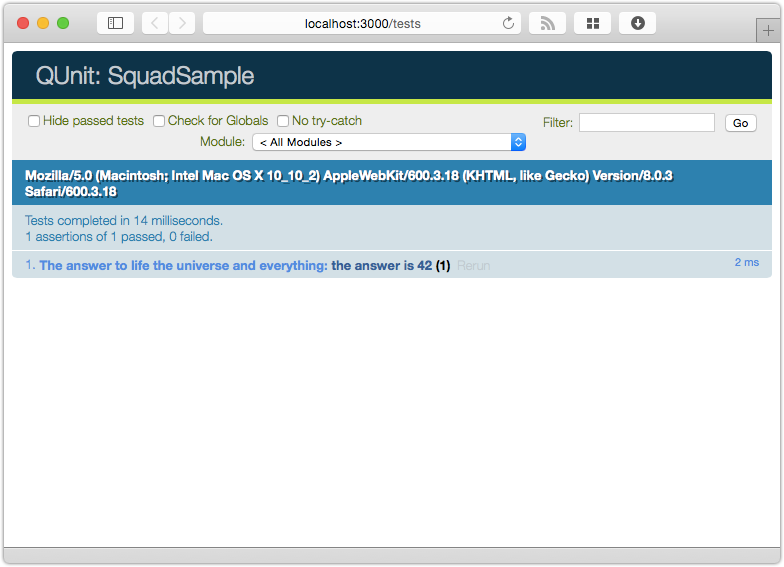 localhost:3000/tests
QUnit: SquadSample
Hide passed tests Check for Globals No try-catch Filter: Go
Module: < All Modules >
Mozilla/5.0 (Macintosh; Intel Mac OS X 10_10_2) AppleWebKit/600.3.18 (KHTML, like Gecko) Version/8.0.3
Safari/600.3.18
Tests completed in 14 milliseconds.
1 assertions of 1 passed, 0 failed.
1. The answer to life the universe and everything: the answer is 42 (1) Rerun 2 ms